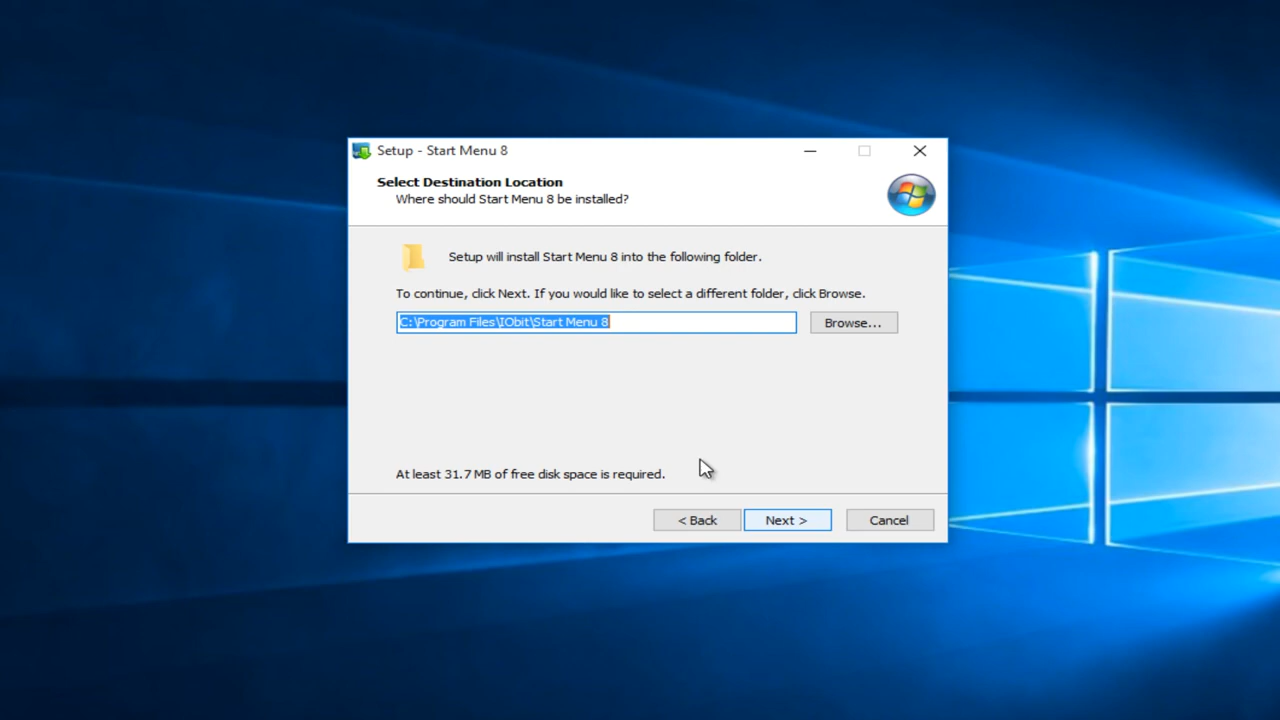 Setup - Start Menu 8
Select Destination Location
Where should Start Menu 8 be installed?
Setup will install Start Menu 8 into the following folder.
To continue, click Next. If you would like to select a different folder, click Browse.
C:\Program Files\IObit\Start Menu 8
Browse...
At least 31.7 MB of free disk space is required.
< Back
Next >
Cancel